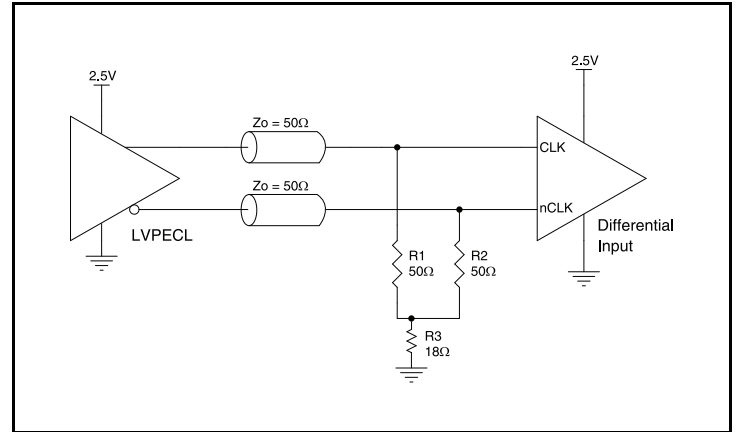 2.5V
2.5V
Zo = 50Ω
CLK
Zo = 50Ω
nCLK
LVPECL
Differential
Input
R1
50Ω
R2
50Ω
R3
18Ω